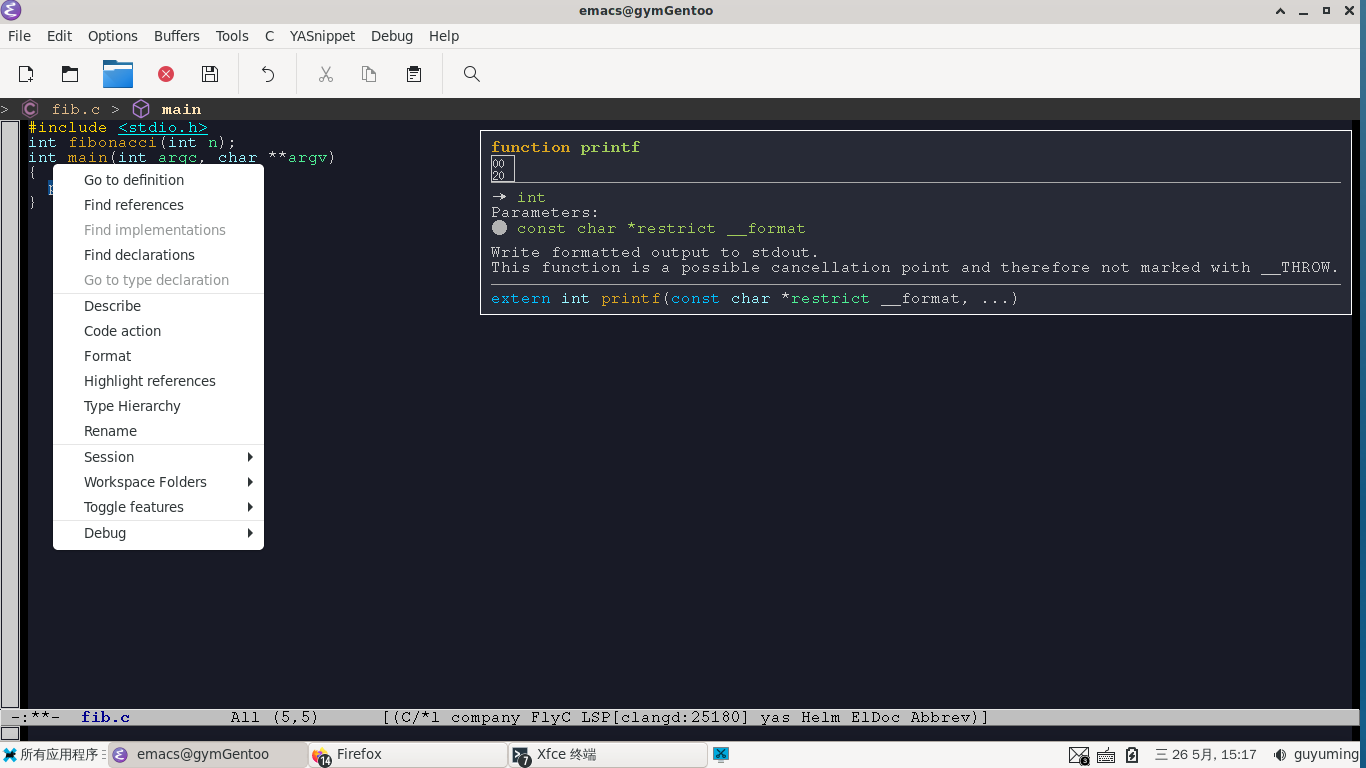 emacs@gymGentoo
File Edit Options Buffers Tools C YASnippet Debug Help
> fib.c > main
#include <stdio.h>
int fibonacci(int n);
int main(int argc, char **argv)
{
p
}
Go to definition
Find references
Find implementations
Find declarations
Go to type declaration
Describe
Code action
Format
Highlight references
Type Hierarchy
Rename
Session
Workspace Folders
Toggle features
Debug
function printf
00
20
→ int
Parameters:
const char *restrict __format
Write formatted output to stdout.
This function is a possible cancellation point and therefore not marked with __THROW.
extern int printf(const char *restrict __format, ...)
-:**- fib.c All (5,5) [(C/*l company FlyC LSP[clangd:25180] yas Helm ElDoc Abbrev)]
所有应用程序 emacs@gymGentoo 14 Firefox 7 Xfce 终端 三 26 5月, 15:17 guyuming